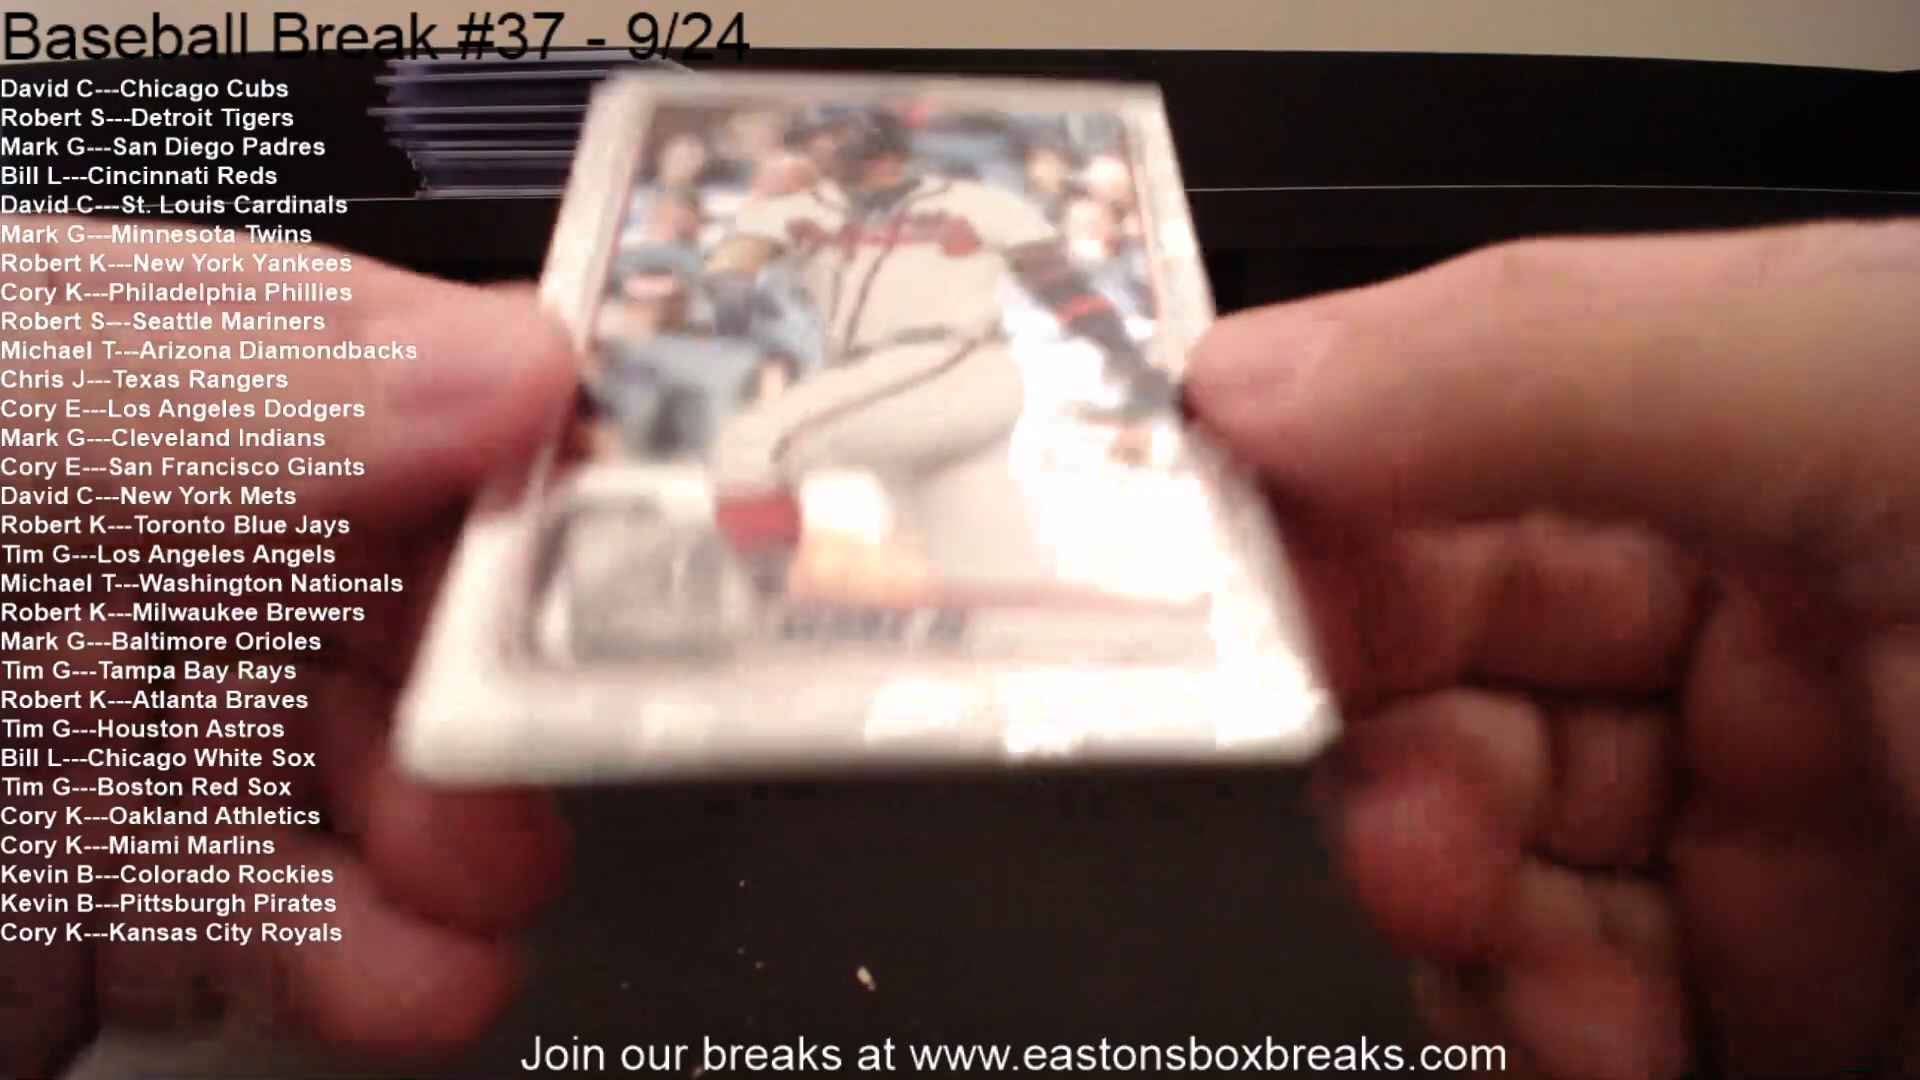 Baseball Break #37 - 9/24
David C---Chicago Cubs
Robert S---Detroit Tigers
Mark G---San Diego Padres
Bill L---Cincinnati Reds
David C---St. Louis Cardinals
Mark G---Minnesota Twins
Robert K---New York Yankees
Cory K---Philadelphia Phillies
Robert S---Seattle Mariners
Michael T---Arizona Diamondbacks
Chris J---Texas Rangers
Cory E---Los Angeles Dodgers
Mark G---Cleveland Indians
Cory E---San Francisco Giants
David C---New York Mets
Robert K---Toronto Blue Jays
Tim G---Los Angeles Angels
Michael T---Washington Nationals
Robert K---Milwaukee Brewers
Mark G---Baltimore Orioles
Tim G---Tampa Bay Rays
Robert K---Atlanta Braves
Tim G---Houston Astros
Bill L---Chicago White Sox
Tim G---Boston Red Sox
Cory K---Oakland Athletics
Cory K---Miami Marlins
Kevin B---Colorado Rockies
Kevin B---Pittsburgh Pirates
Cory K---Kansas City Royals
Join our breaks at www.eastonsboxbreaks.com